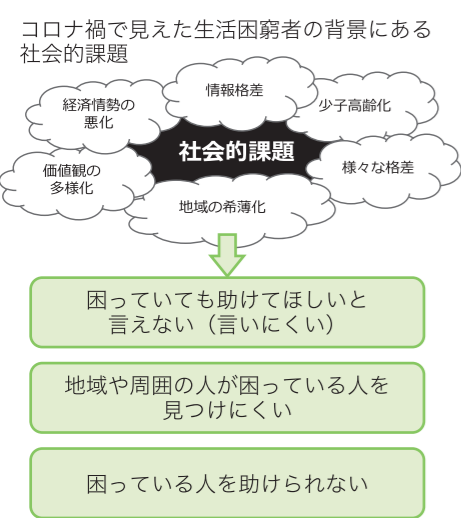 コロナ禍で見えた生活困窮者の背景にある
社会的課題
情報格差
経済情勢の
悪化
少子高齢化
社会的課題
価値観の
多様化
様々な格差
地域の希薄化
困っていても助けてほしいと
言えない（言いにくい）
地域や周囲の人が困っている人を
見つけにくい
困っている人を助けられない